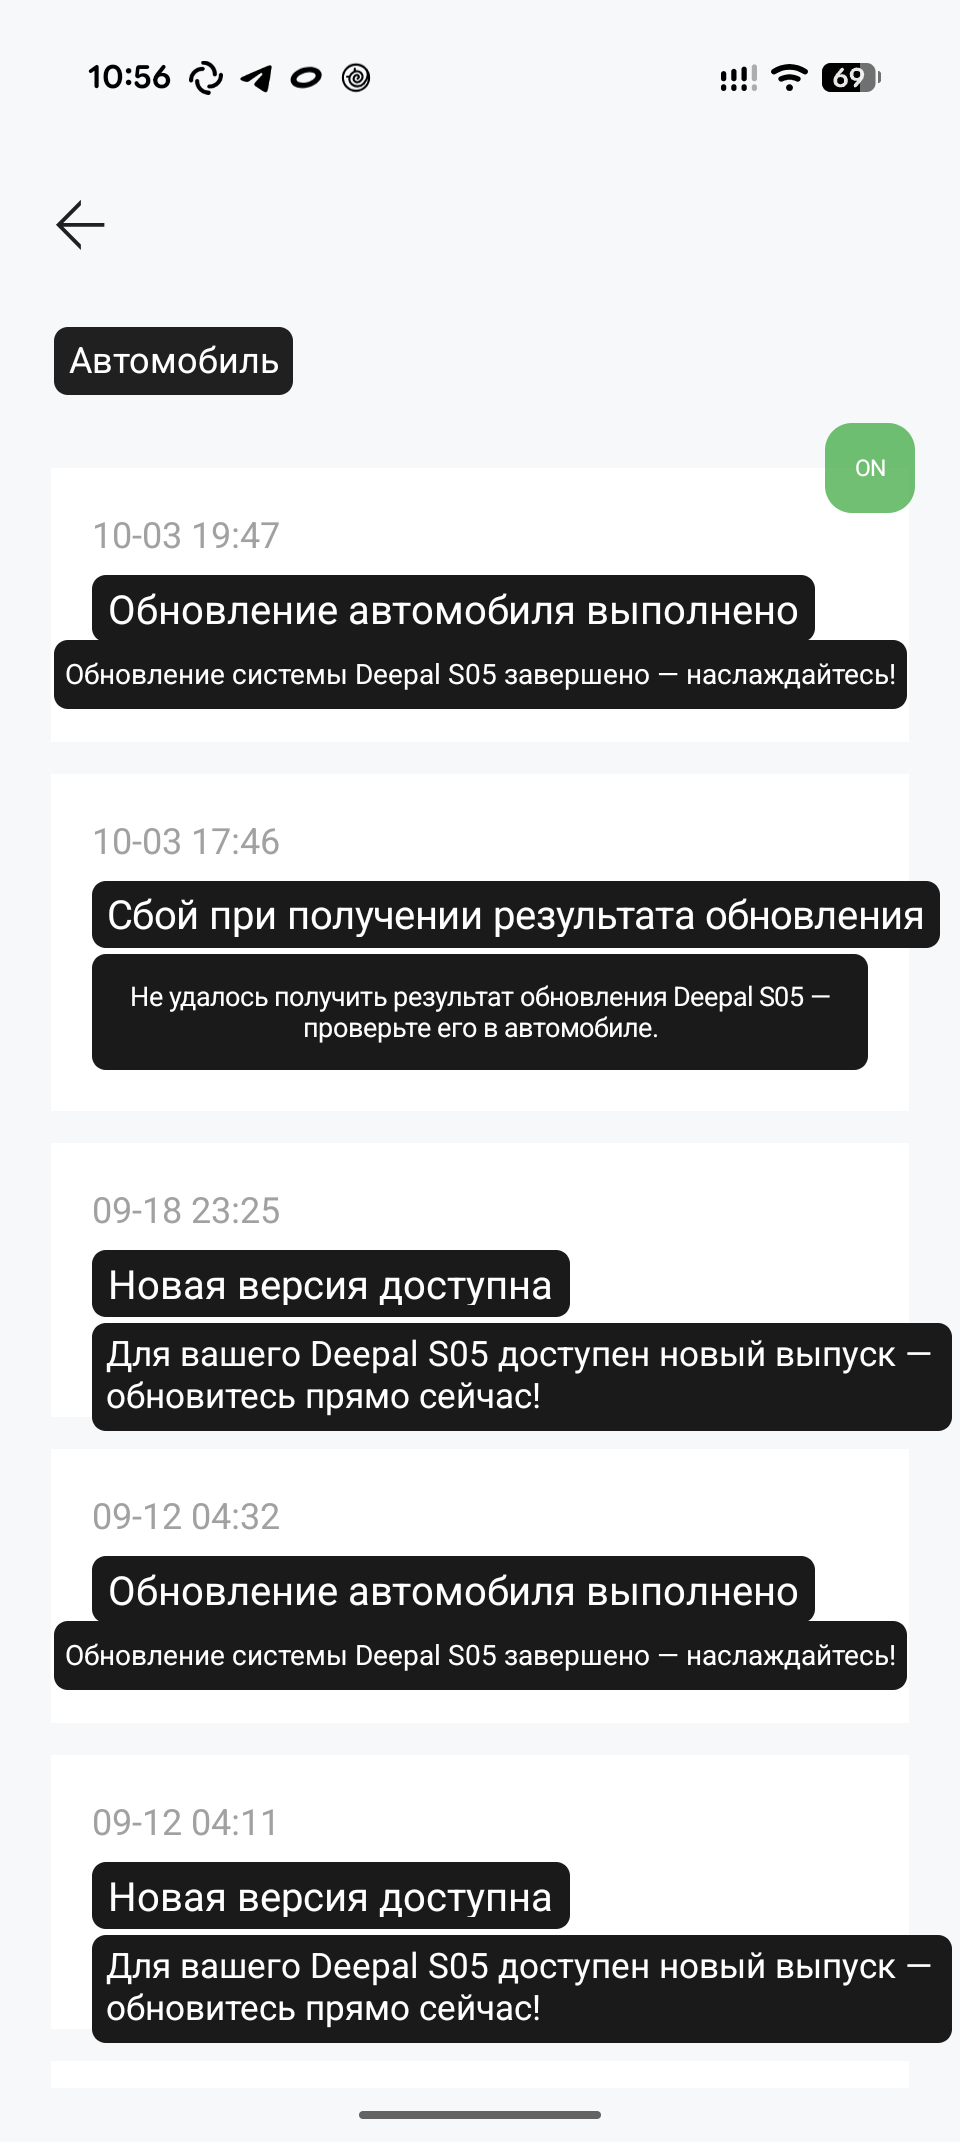 10:56
69
Автомобиль
ON
10-03 19:47
Обновление автомобиля выполнено
Обновление системы Deepal S05 завершено — наслаждайтесь!
10-03 17:46
Сбой при получении результата обновления
Не удалось получить результат обновления Deepal S05 —
проверьте его в автомобиле.
09-18 23:25
Новая версия доступна
Для вашего Deepal S05 доступен новый выпуск —
обновитесь прямо сейчас!
09-12 04:32
Обновление автомобиля выполнено
Обновление системы Deepal S05 завершено — наслаждайтесь!
09-12 04:11
Новая версия доступна
Для вашего Deepal S05 доступен новый выпуск —
обновитесь прямо сейчас!